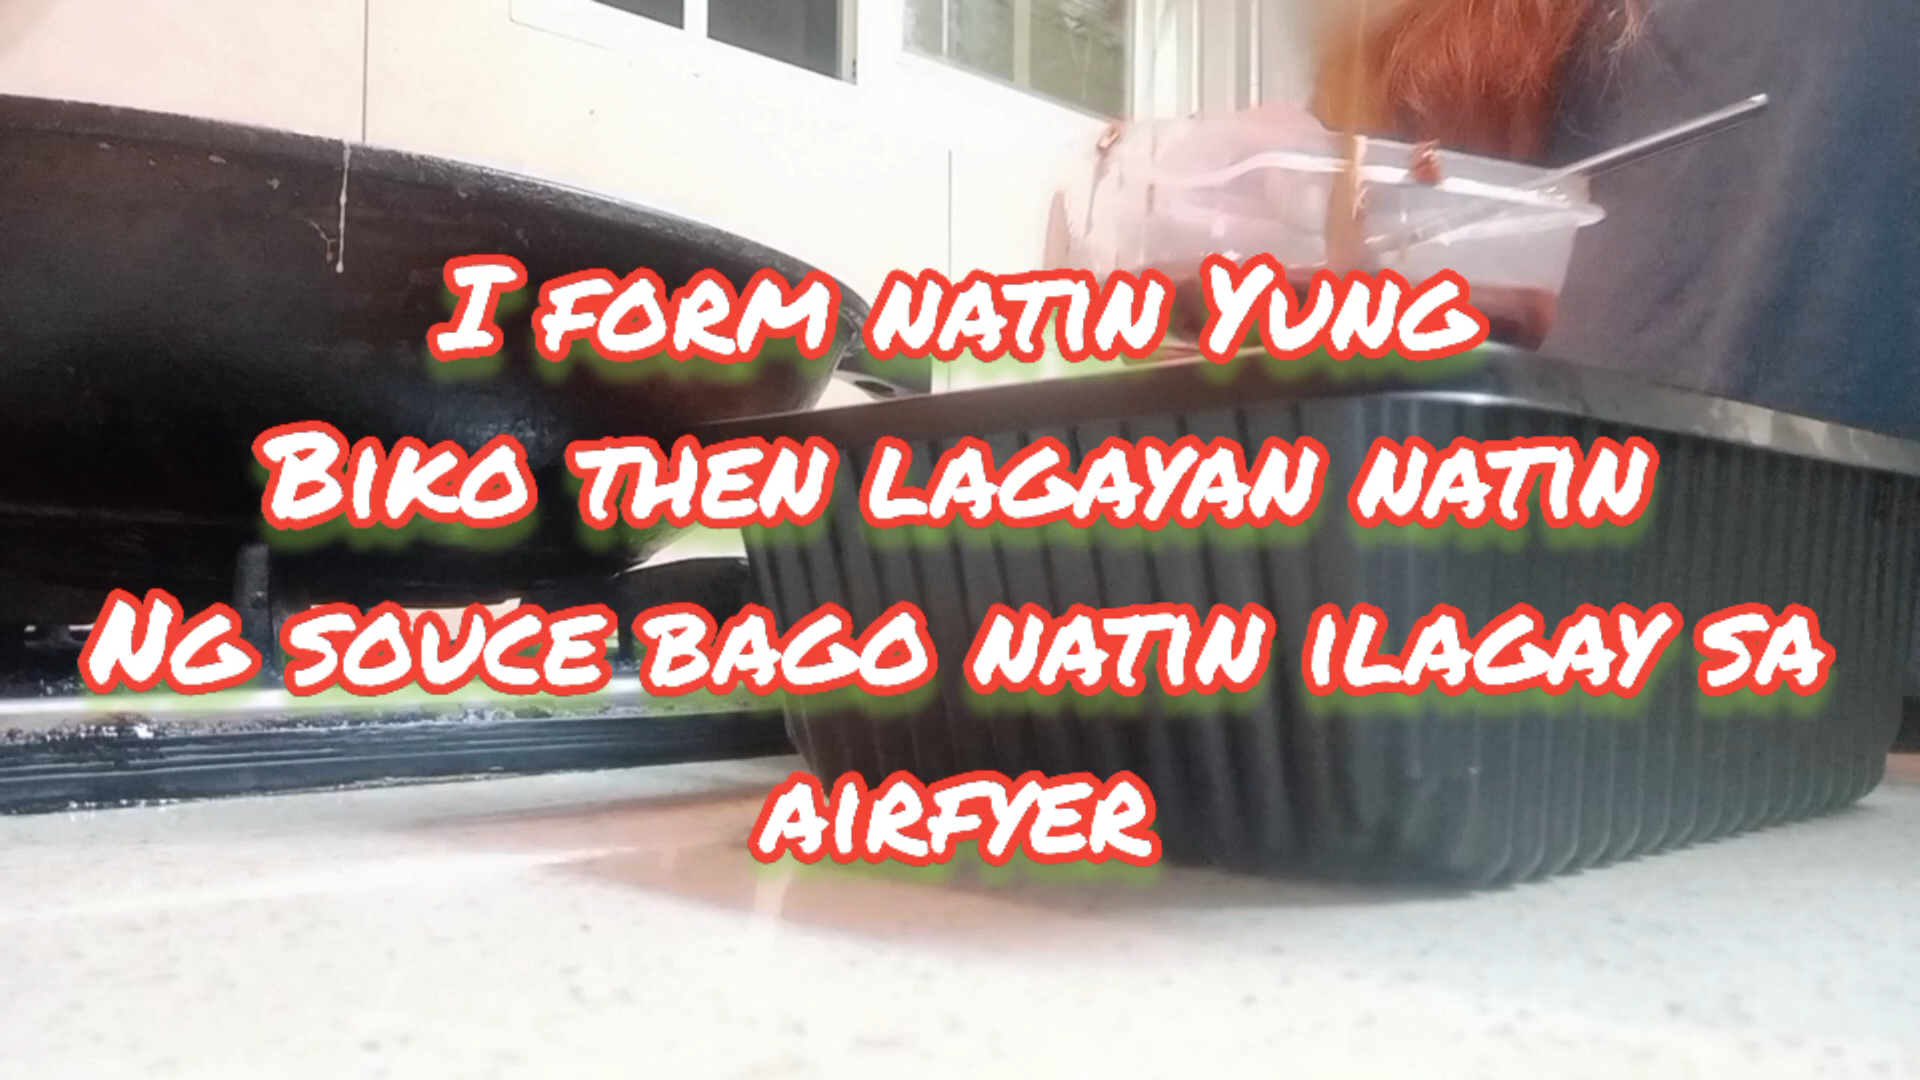 I form natin Yung
Biko then lagayan natin
Ng souce bago natin ilagay sa
airfyer